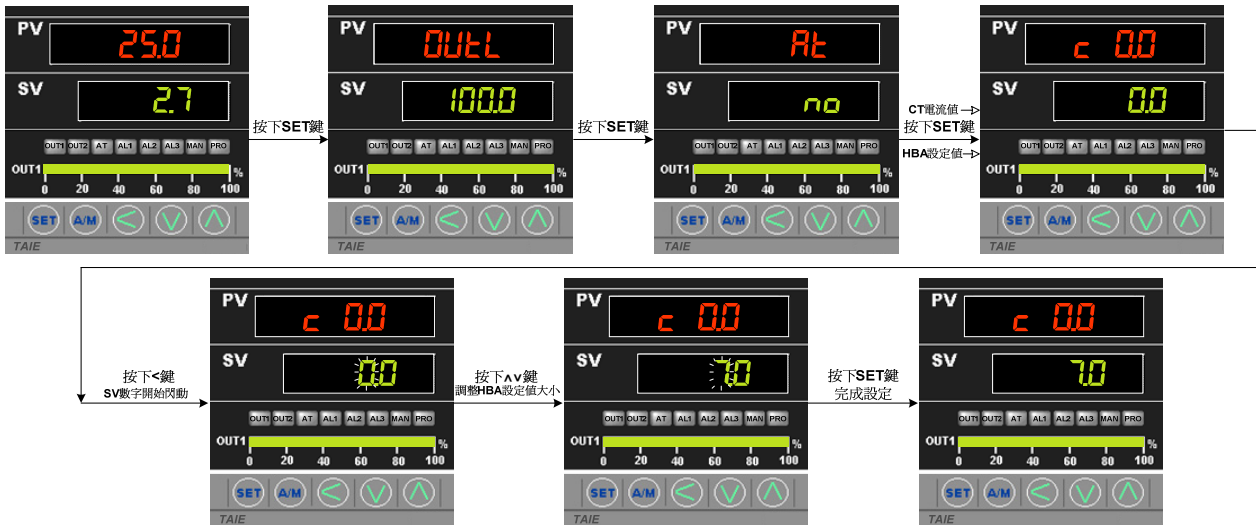 PV 25.0
SV 2.7
OUT1 OUT2 AT AL1 AL2 AL3 MAN PRO
OUT1 %
0 20 40 60 80 100
SET A/M < ∨ ∧
TAIE
按下SET鍵
PV OUtL
SV 100.0
OUT1 OUT2 AT AL1 AL2 AL3 MAN PRO
OUT1 %
0 20 40 60 80 100
SET A/M < ∨ ∧
TAIE
按下SET鍵
PV At
SV no
OUT1 OUT2 AT AL1 AL2 AL3 MAN PRO
OUT1 %
0 20 40 60 80 100
SET A/M < ∨ ∧
TAIE
CT電流值
按下SET鍵
HBA設定值
PV c 0.0
SV 0.0
OUT1 OUT2 AT AL1 AL2 AL3 MAN PRO
OUT1 %
0 20 40 60 80 100
SET A/M < ∨ ∧
TAIE
按下<鍵
SV數字開始閃動
PV c 0.0
SV 0.0
OUT1 OUT2 AT AL1 AL2 AL3 MAN PRO
OUT1 %
0 20 40 60 80 100
SET A/M < ∨ ∧
TAIE
按下∧∨鍵
調整HBA設定值大小
PV c 0.0
SV 7.0
OUT1 OUT2 AT AL1 AL2 AL3 MAN PRO
OUT1 %
0 20 40 60 80 100
SET A/M < ∨ ∧
TAIE
按下SET鍵
完成設定
PV c 0.0
SV 7.0
OUT1 OUT2 AT AL1 AL2 AL3 MAN PRO
OUT1 %
0 20 40 60 80 100
SET A/M < ∨ ∧
TAIE